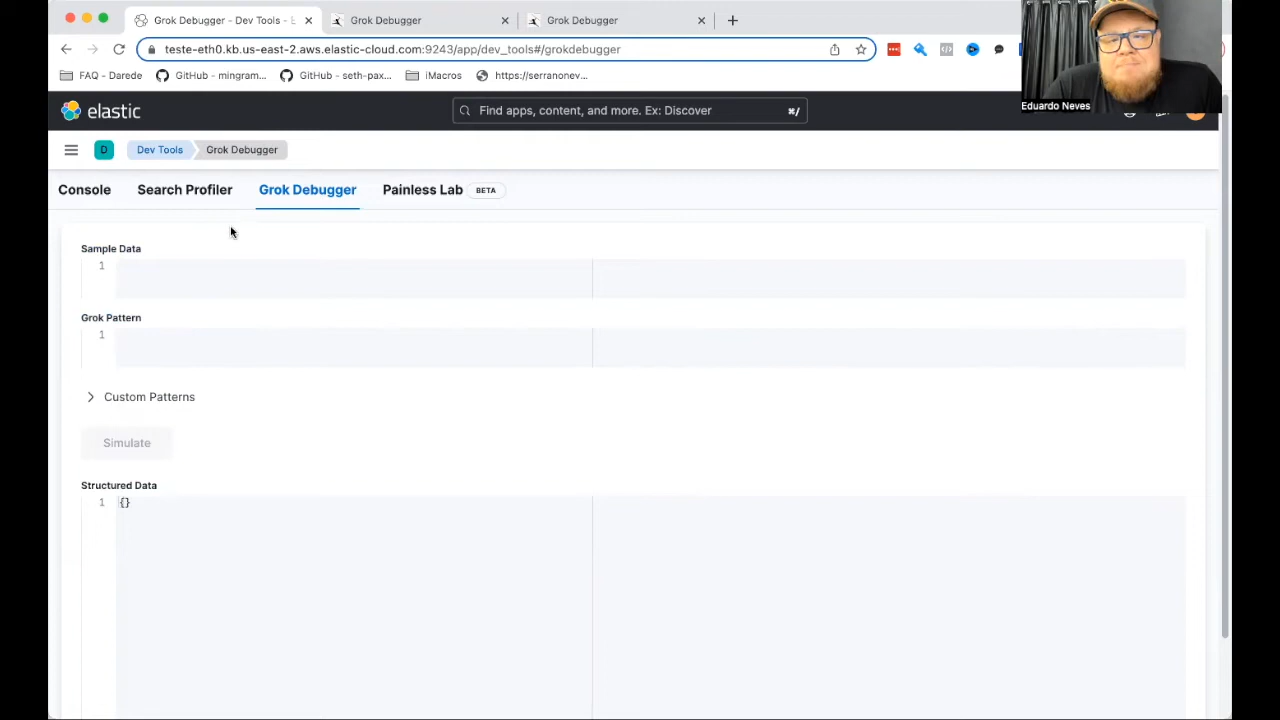 Grok Debugger - Dev Tools - E
Grok Debugger
Grok Debugger
teste-eth0.kb.us-east-2.aws.elastic-cloud.com:9243/app/dev_tools#/grokdebugger
FAQ - Darede
GitHub - mingram...
GitHub - seth-pax...
iMacros
https://serranonev...
Eduardo Neves
elastic
Find apps, content, and more. Ex: Discover
⌘/
D
Dev Tools
Grok Debugger
Console
Search Profiler
Grok Debugger
Painless Lab
BETA
Sample Data
1
Grok Pattern
1
Custom Patterns
Simulate
Structured Data
1
{}